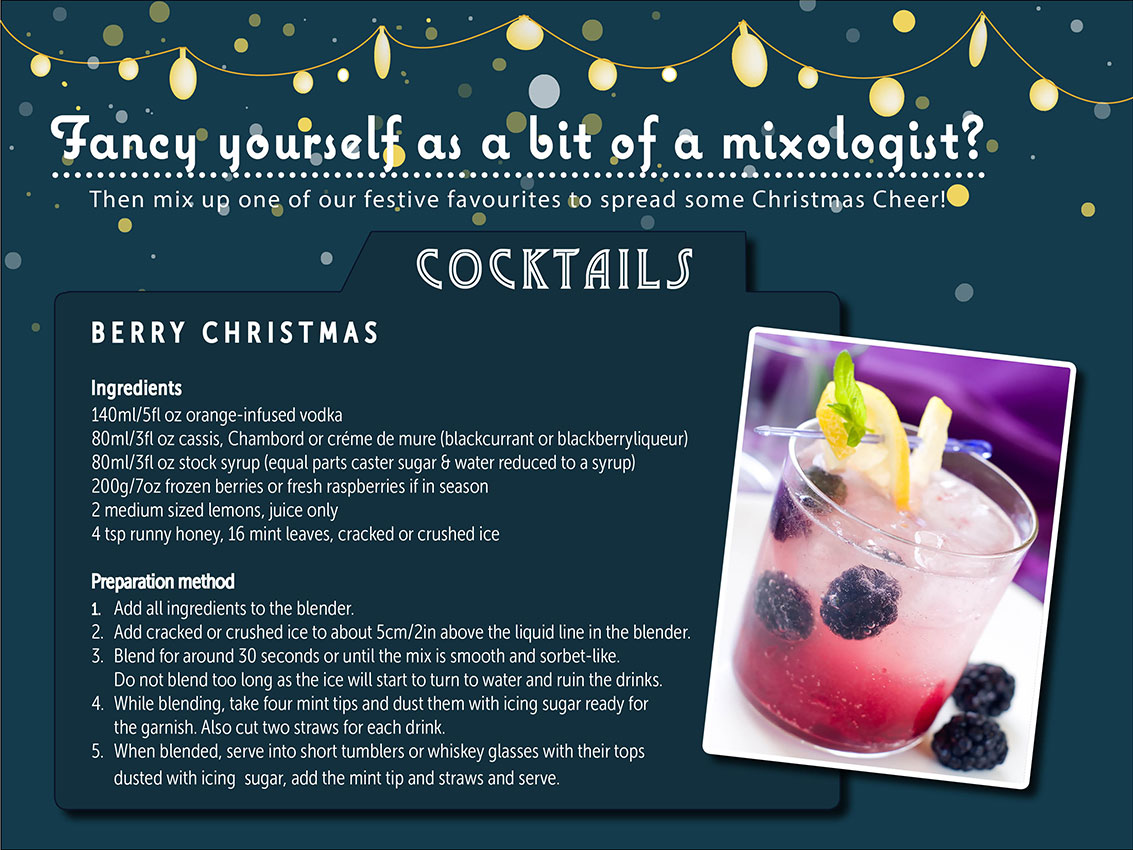 Fancy yourself as a bit of a mixologist?
Then mix up one of our festive favourites to spread some Christmas Cheer!
COCKTAILS
BERRY CHRISTMAS
Ingredients
140ml/5fl oz orange-infused vodka
80ml/3fl oz cassis, Chambord or créme de mure (blackcurrant or blackberryliqueur)
80ml/3fl oz stock syrup (equal parts caster sugar & water reduced to a syrup)
200g/7oz frozen berries or fresh raspberries if in season
2 medium sized lemons, juice only
4 tsp runny honey, 16 mint leaves, cracked or crushed ice
Preparation method
1. Add all ingredients to the blender.
2. Add cracked or crushed ice to about 5cm/2in above the liquid line in the blender.
3. Blend for around 30 seconds or until the mix is smooth and sorbet-like.
Do not blend too long as the ice will start to turn to water and ruin the drinks.
4. While blending, take four mint tips and dust them with icing sugar ready for
the garnish. Also cut two straws for each drink.
5. When blended, serve into short tumblers or whiskey glasses with their tops
dusted with icing sugar, add the mint tip and straws and serve.